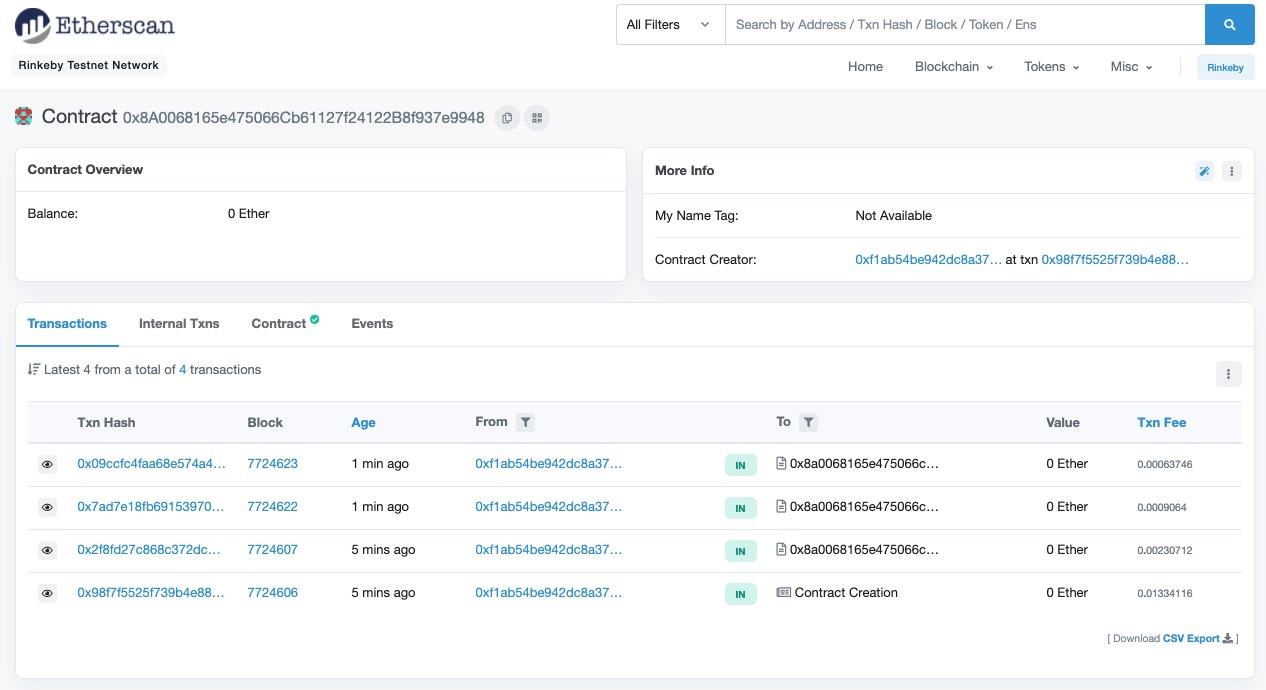 Etherscan
All Filters
Search by Address / Txn Hash / Block / Token / Ens
Rinkeby Testnet Network
Home Blockchain Tokens Misc Rinkeby
Contract 0x8A0068165e475066Cb61127f24122B8f937e9948
Contract Overview
Balance: 0 Ether
More Info
My Name Tag: Not Available
Contract Creator: 0xf1ab54be942dc8a37... at txn 0x98f7f5525f739b4e88...
Transactions Internal Txns Contract Events
Latest 4 from a total of 4 transactions
Txn Hash Block Age From To Value Txn Fee
0x09ccfc4faa68e574a4... 7724623 1 min ago 0xf1ab54be942dc8a37... IN 0x8a0068165e475066c... 0 Ether 0.00063746
0x7ad7e18fb69153970... 7724622 1 min ago 0xf1ab54be942dc8a37... IN 0x8a0068165e475066c... 0 Ether 0.0009064
0x2f8fd27c868c372dc... 7724607 5 mins ago 0xf1ab54be942dc8a37... IN 0x8a0068165e475066c... 0 Ether 0.00230712
0x98f7f5525f739b4e88... 7724606 5 mins ago 0xf1ab54be942dc8a37... IN Contract Creation 0 Ether 0.01334116
[ Download CSV Export ]